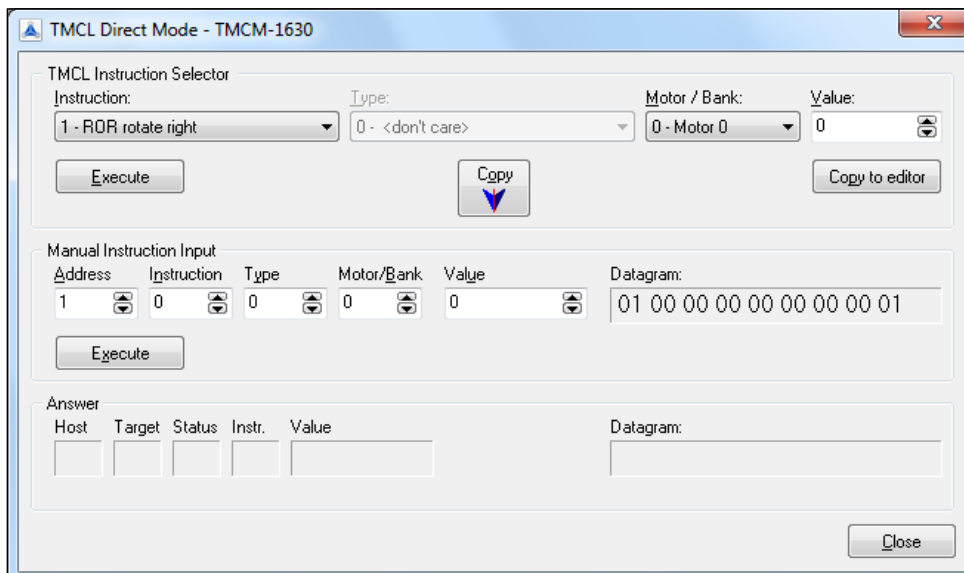 TMCL Direct Mode - TMCM-1630
TMCL Instruction Selector
Instruction: Type: Motor / Bank: Value:
1 - ROR rotate right 0 - <don't care> 0 - Motor 0 0
Execute Copy Copy to editor
Manual Instruction Input
Address Instruction Type Motor/Bank Value Datagram:
1 0 0 0 0 01 00 00 00 00 00 00 00 01
Execute
Answer
Host Target Status Instr. Value Datagram:
Close